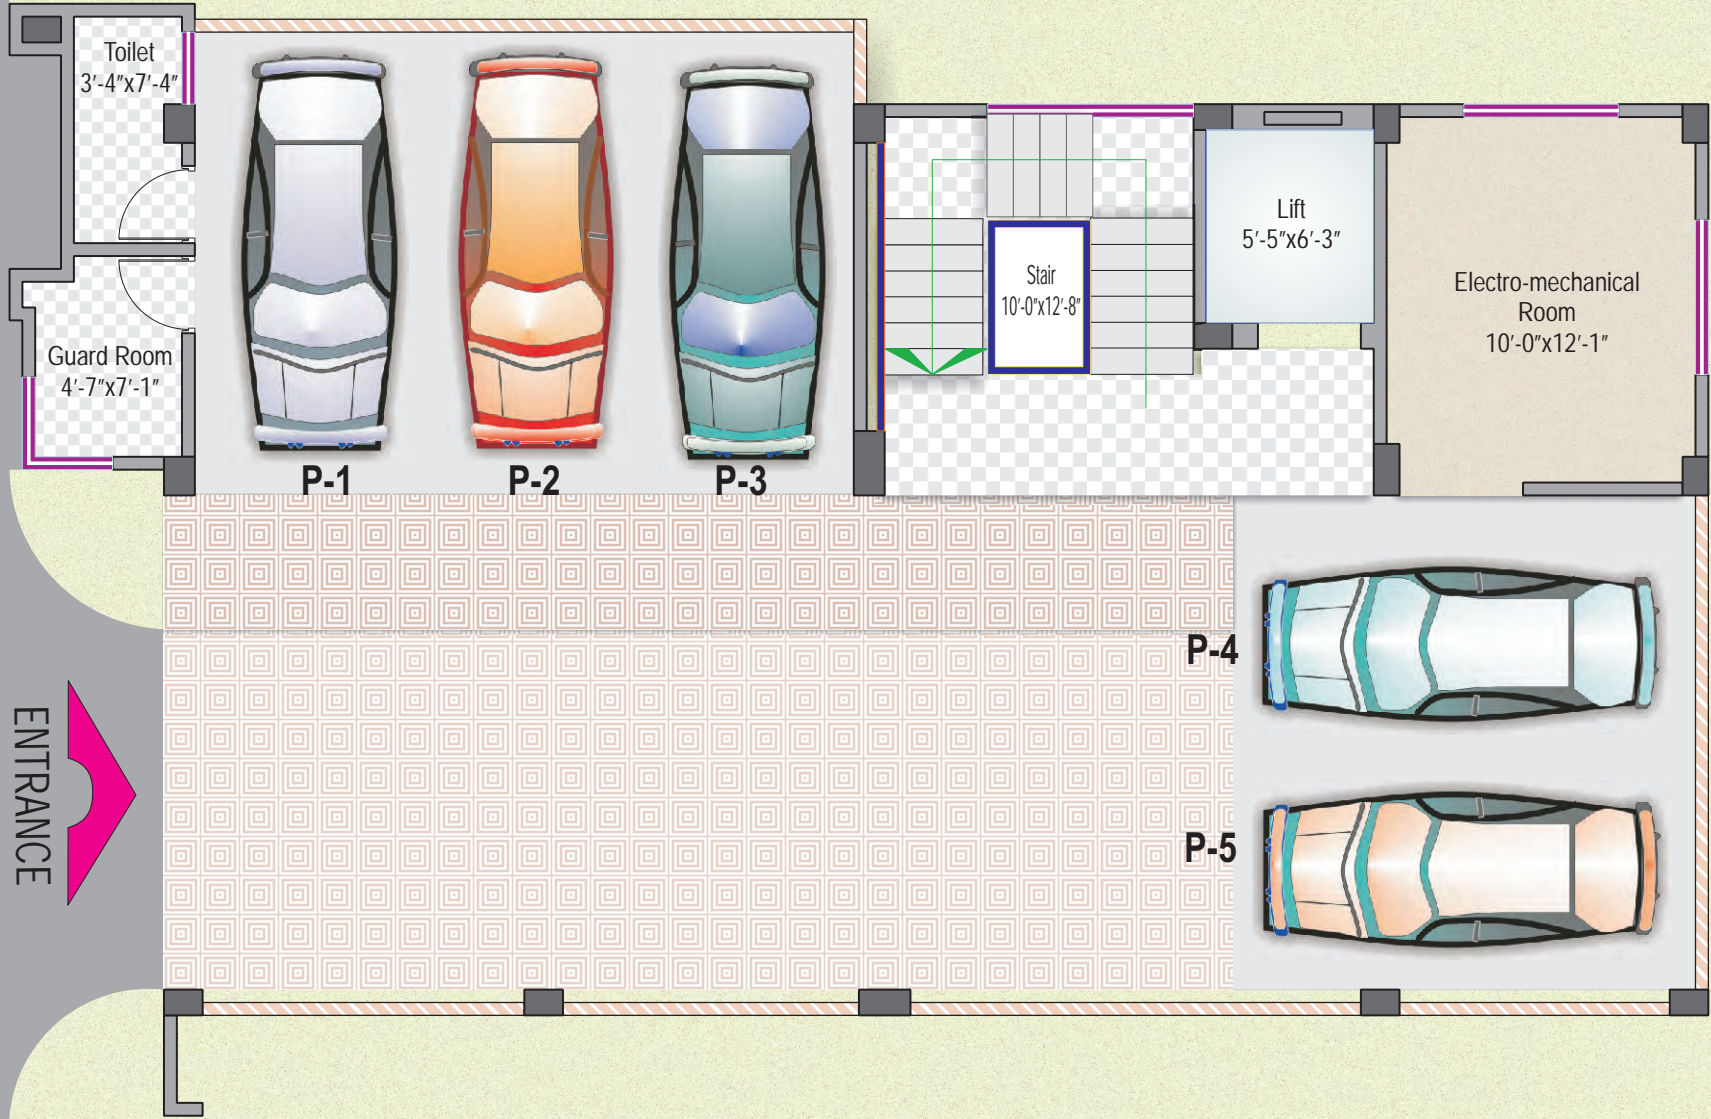 Toilet
3'-4"x7'-4"
Guard Room
4'-7"x7'-1"
P-1
P-2
P-3
Stair
10'-0"x12'-8"
Lift
5'-5"x6'-3"
Electro-mechanical
Room
10'-0"x12'-1"
P-4
P-5
ENTRANCE